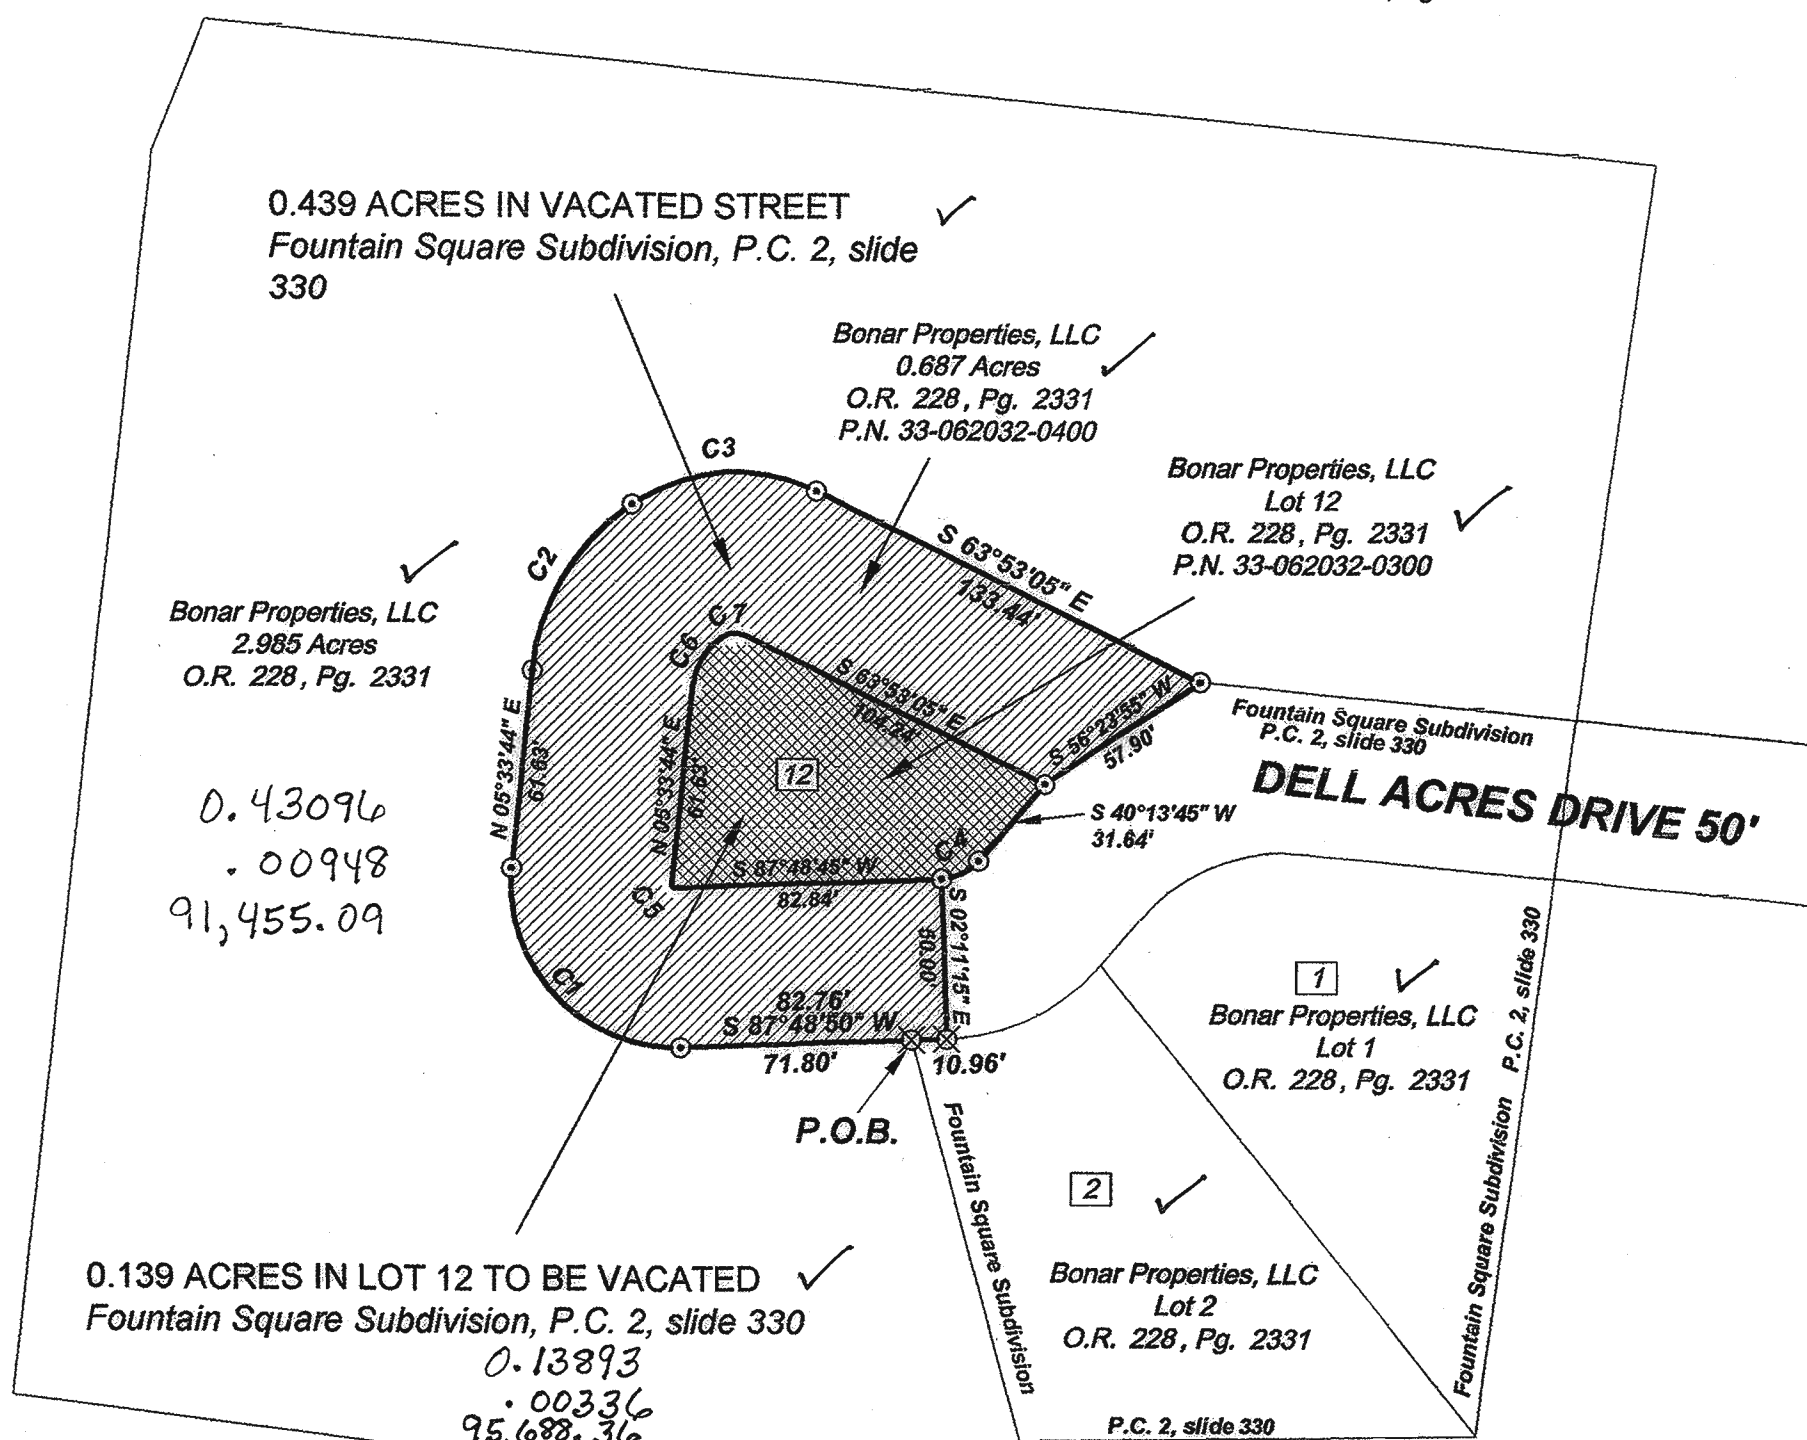 0.439 ACRES IN VACATED STREET
Fountain Square Subdivision, P.C. 2, slide
330
Bonar Properties, LLC
0.687 Acres
O.R. 228, Pg. 2331
P.N. 33-062032-0400
Bonar Properties, LLC
Lot 12
O.R. 228, Pg. 2331
P.N. 33-062032-0300
C3
C2
S 63°53'05" E
133.44'
Bonar Properties, LLC
2.985 Acres
O.R. 228, Pg. 2331
C7
C6
S 63°53'05" E
104.24'
S 56°23'55" W
57.90'
Fountain Square Subdivision
P.C. 2, slide 330
DELL ACRES DRIVE 50'
N 05°33'44" E
61.63'
N 05°33'44" E
61.63'
12
S 40°13'45" W
31.64'
C4
S 87°48'45" W
82.84'
C5
0.43096
.00948
91,455.09
S 02°11'15" E
50.00'
C1
82.76'
S 87°48'50" W
71.80'
10.96'
P.O.B.
1
Bonar Properties, LLC
Lot 1
O.R. 228, Pg. 2331
Fountain Square Subdivision P.C. 2, slide 330
Fountain Square Subdivision
2
Bonar Properties, LLC
Lot 2
O.R. 228, Pg. 2331
P.C. 2, slide 330
0.139 ACRES IN LOT 12 TO BE VACATED
Fountain Square Subdivision, P.C. 2, slide 330
0.13893
.00336
95,688.36